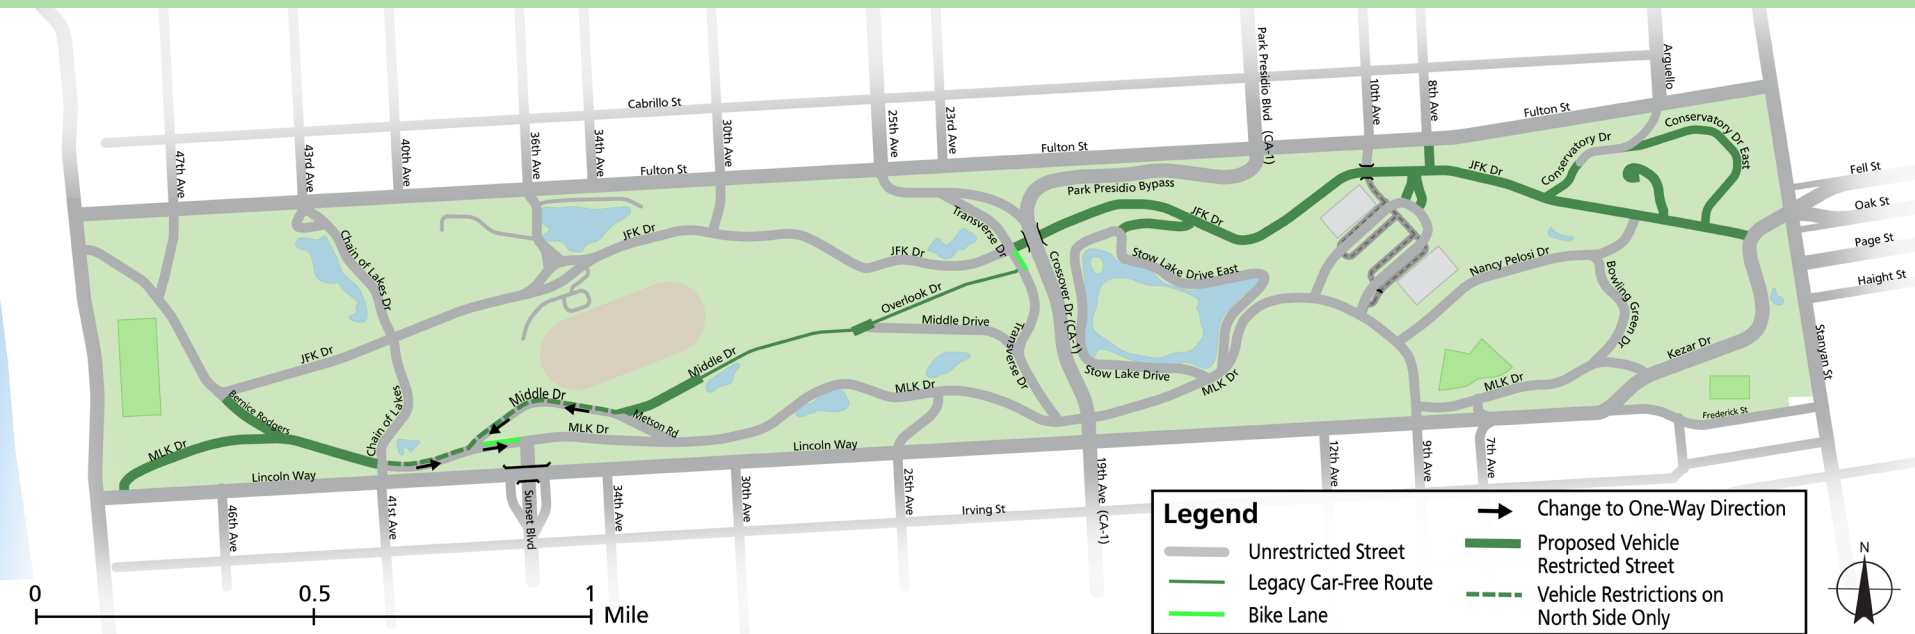 Cabrillo St
47th Ave
43rd Ave
40th Ave
36th Ave
34th Ave
30th Ave
25th Ave
23rd Ave
Park Presidio Blvd (CA-1)
10th Ave
8th Ave
Arguello
Fulton St
Fulton St
Fulton St
Fell St
Oak St
Page St
Haight St
Stanyan St
Conservatory Dr
Conservatory Dr East
JFK Dr
Park Presidio Bypass
JFK Dr
Transverse Dr
JFK Dr
JFK Dr
Chain of Lakes Dr
Crossover Dr (CA-1)
Stow Lake Drive East
Nancy Pelosi Dr
Bowling Green Dr
Overlook Dr
Middle Drive
Transverse Dr
JFK Dr
Middle Dr
Stow Lake Drive
MLK Dr
MLK Dr
Kezar Dr
MLK Dr
Middle Dr
Metson Rd
MLK Dr
Chain of Lakes
Bernice Rodgers
MLK Dr
Lincoln Way
Lincoln Way
Frederick St
46th Ave
41st Ave
Sunset Blvd
34th Ave
30th Ave
25th Ave
Irving St
19th Ave (CA-1)
12th Ave
9th Ave
7th Ave
Legend
Unrestricted Street
Legacy Car-Free Route
Bike Lane
Change to One-Way Direction
Proposed Vehicle
Restricted Street
Vehicle Restrictions on
North Side Only
N
0 0.5 1
Mile